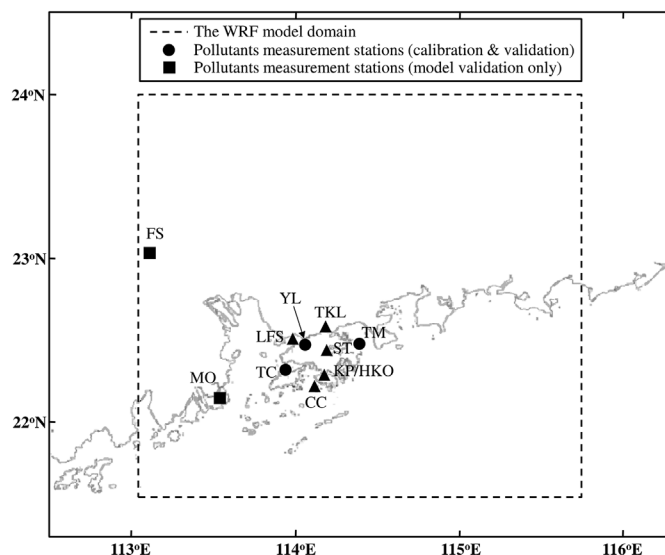 The WRF model domain
Pollutants measurement stations (calibration & validation)
Pollutants measurement stations (model validation only)
24°N
FS
23°N
YL
TKL
LFS
TM
ST
TC
KP/HKO
MO
CC
22°N
113°E
114°E
115°E
116°E